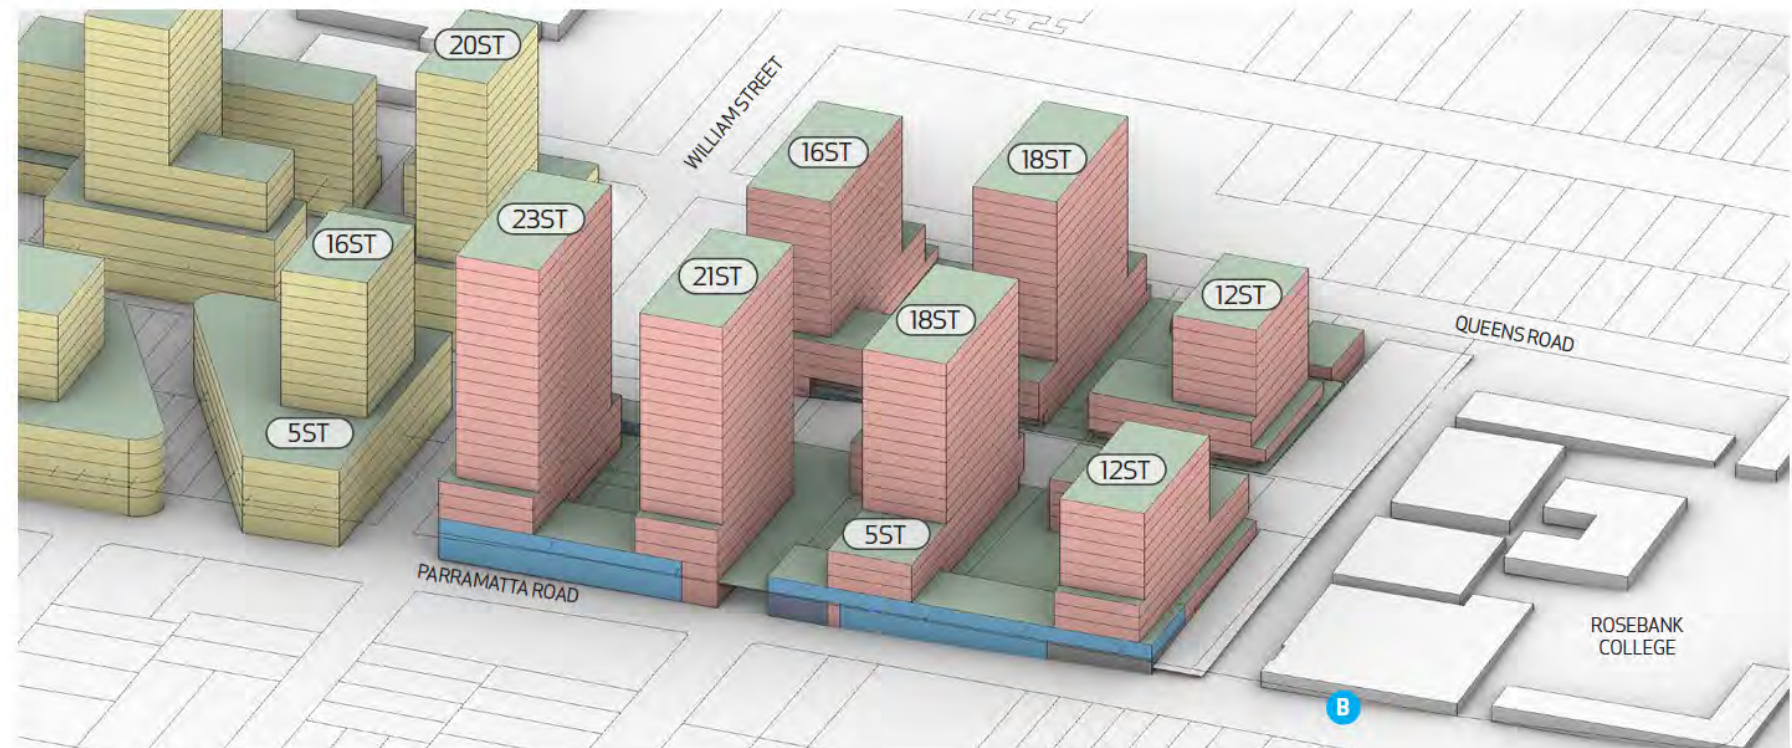 20ST
WILLIAM STREET
16ST
18ST
23ST
16ST
21ST
12ST
18ST
QUEENS ROAD
5ST
12ST
5ST
PARRAMATTA ROAD
ROSEBANK
COLLEGE
B